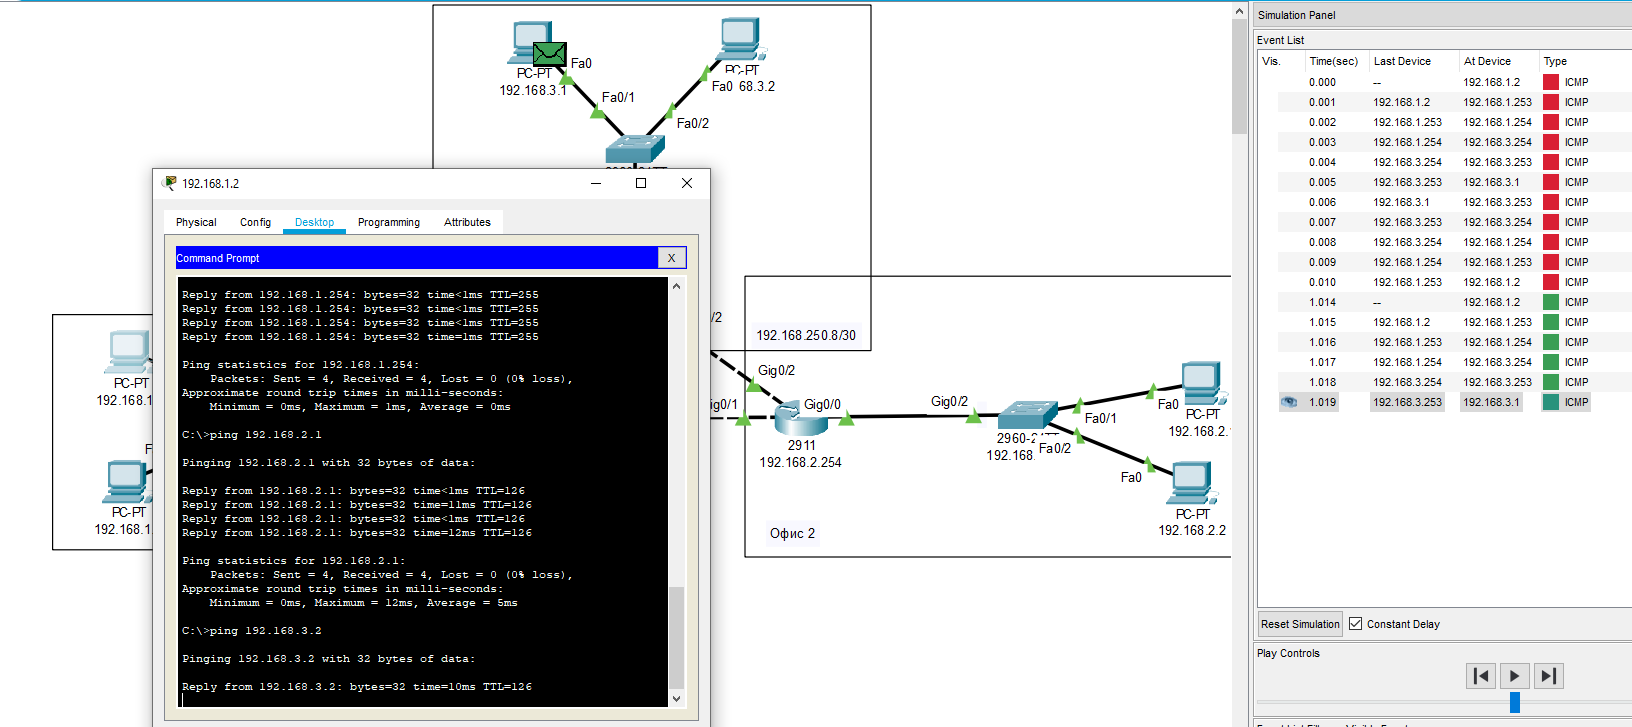 PC-PT
192.168.3.1
Fa0
Fa0/1
PC-PT
Fa0 68.3.2
Fa0/2
192.168.1.2
Physical
Config
Desktop
Programming
Attributes
Command Prompt
X
Reply from 192.168.1.254: bytes=32 time<1ms TTL=255
Reply from 192.168.1.254: bytes=32 time<1ms TTL=255
Reply from 192.168.1.254: bytes=32 time<1ms TTL=255
Reply from 192.168.1.254: bytes=32 time=1ms TTL=255
Ping statistics for 192.168.1.254:
Packets: Sent = 4, Received = 4, Lost = 0 (0% loss),
Approximate round trip times in milli-seconds:
Minimum = 0ms, Maximum = 1ms, Average = 0ms
C:\>ping 192.168.2.1
Pinging 192.168.2.1 with 32 bytes of data:
Reply from 192.168.2.1: bytes=32 time<1ms TTL=126
Reply from 192.168.2.1: bytes=32 time=11ms TTL=126
Reply from 192.168.2.1: bytes=32 time<1ms TTL=126
Reply from 192.168.2.1: bytes=32 time=12ms TTL=126
Ping statistics for 192.168.2.1:
Packets: Sent = 4, Received = 4, Lost = 0 (0% loss),
Approximate round trip times in milli-seconds:
Minimum = 0ms, Maximum = 12ms, Average = 5ms
C:\>ping 192.168.3.2
Pinging 192.168.3.2 with 32 bytes of data:
Reply from 192.168.3.2: bytes=32 time=10ms TTL=126
PC-PT
192.168.1
F
PC-PT
192.168.1
/2
192.168.250.8/30
Gig0/2
ig0/1
Gig0/0
2911
192.168.2.254
Gig0/2
2960-2
192.168.
Fa0/1
Fa0/2
Fa0
PC-PT
192.168.2.
Fa0
PC-PT
192.168.2.2
Офис 2
Simulation Panel
Event List
Vis. Time(sec) Last Device At Device Type
0.000 -- 192.168.1.2 ICMP
0.001 192.168.1.2 192.168.1.253 ICMP
0.002 192.168.1.253 192.168.1.254 ICMP
0.003 192.168.1.254 192.168.3.254 ICMP
0.004 192.168.3.254 192.168.3.253 ICMP
0.005 192.168.3.253 192.168.3.1 ICMP
0.006 192.168.3.1 192.168.3.253 ICMP
0.007 192.168.3.253 192.168.3.254 ICMP
0.008 192.168.3.254 192.168.1.254 ICMP
0.009 192.168.1.254 192.168.1.253 ICMP
0.010 192.168.1.253 192.168.1.2 ICMP
1.014 -- 192.168.1.2 ICMP
1.015 192.168.1.2 192.168.1.253 ICMP
1.016 192.168.1.253 192.168.1.254 ICMP
1.017 192.168.1.254 192.168.3.254 ICMP
1.018 192.168.3.254 192.168.3.253 ICMP
1.019 192.168.3.253 192.168.3.1 ICMP
Reset Simulation
Constant Delay
Play Controls